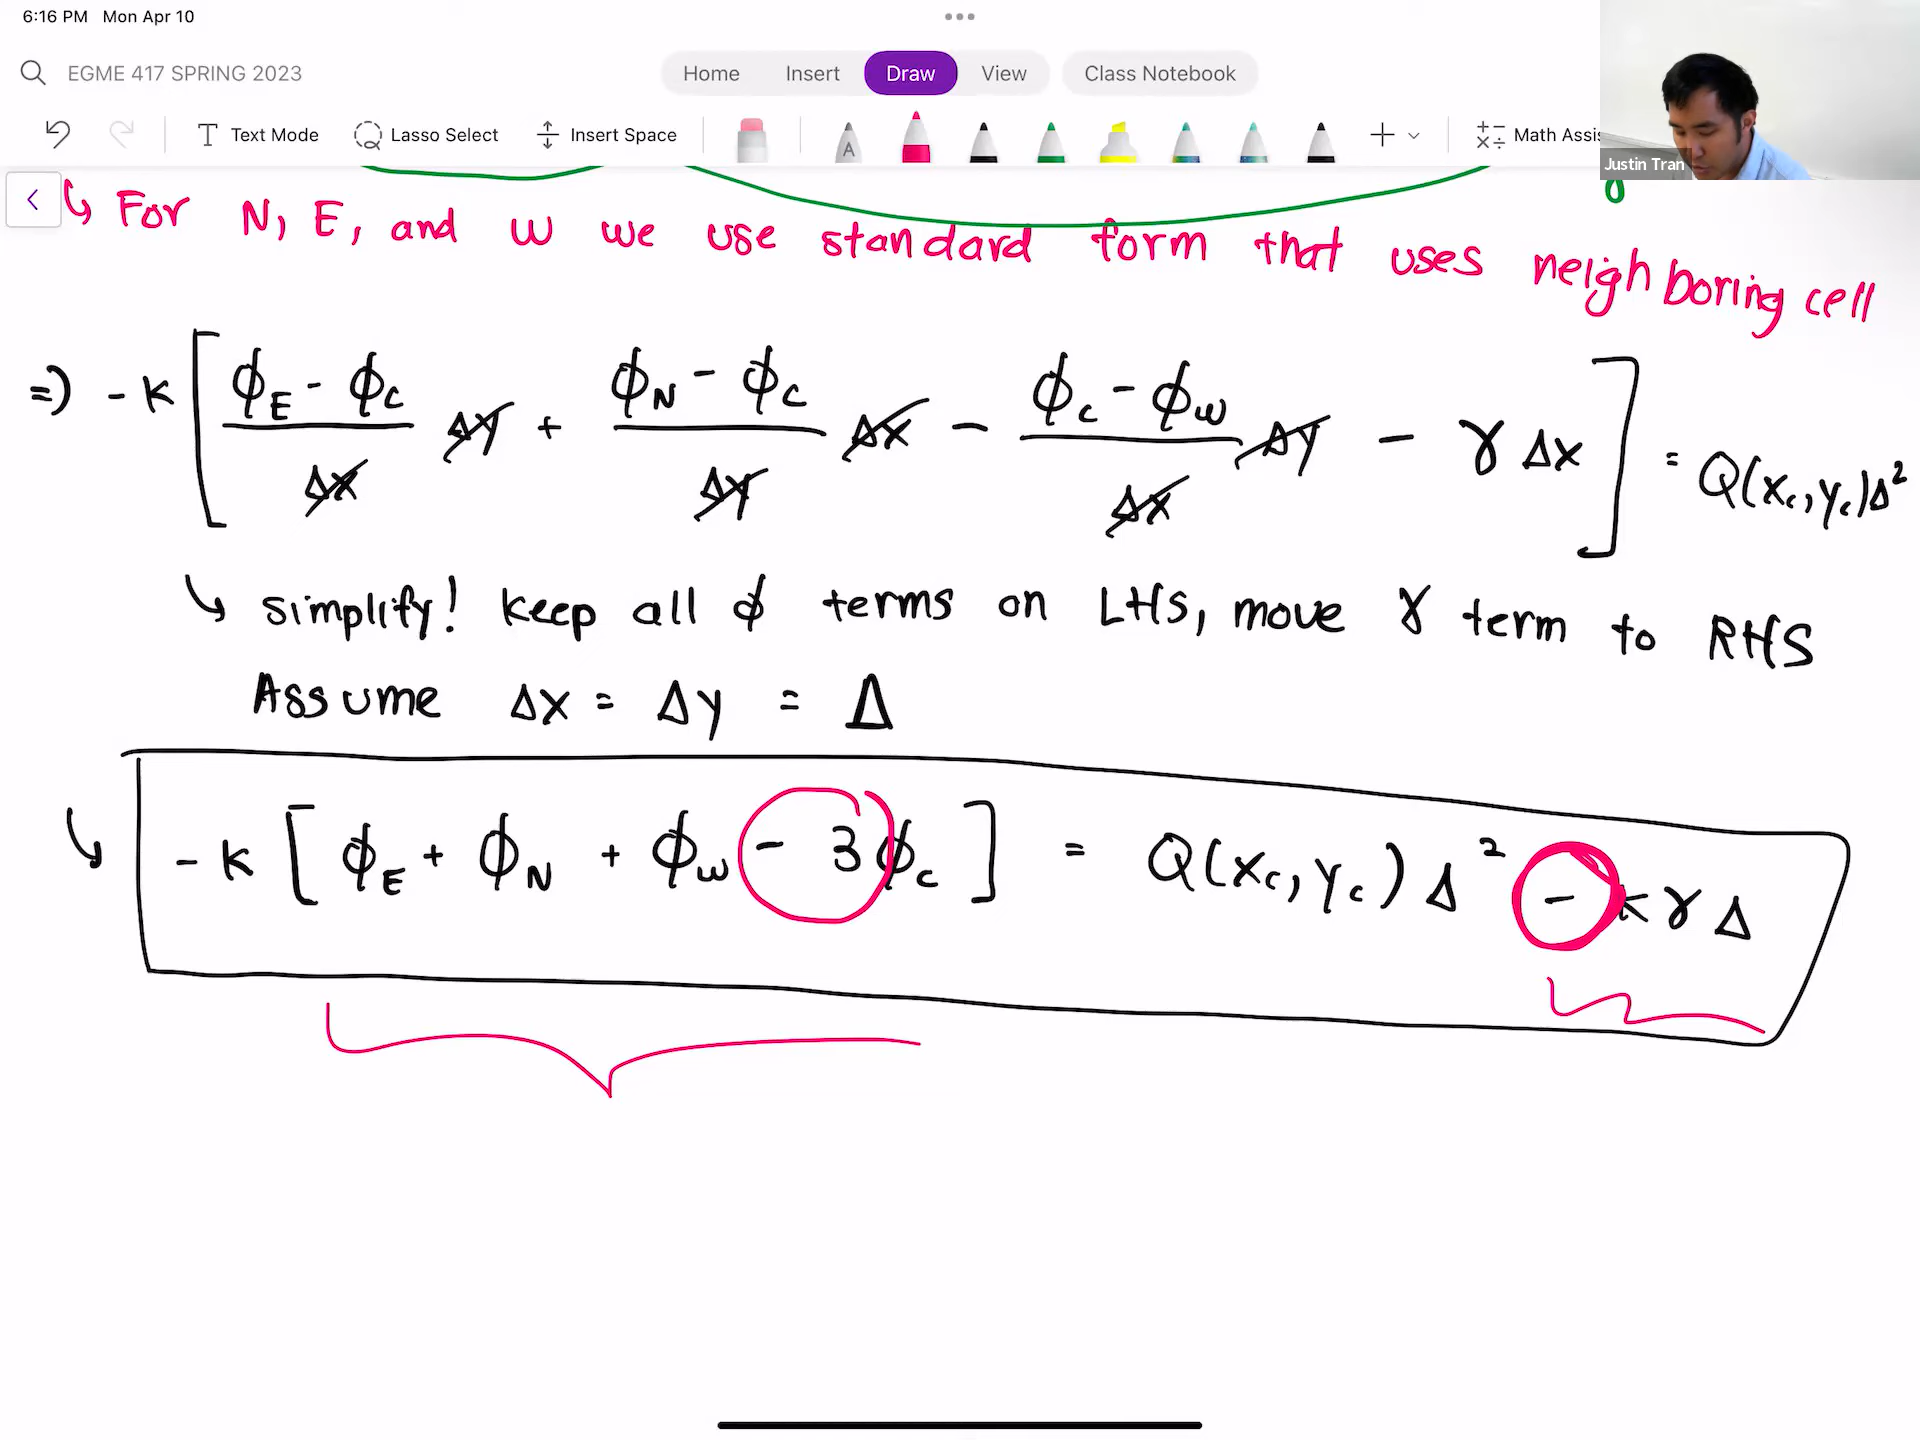 6:16 PM Mon Apr 10
EGME 417 SPRING 2023
Home Insert Draw View Class Notebook
Text Mode Lasso Select Insert Space A Math Assis
Justin Tran
↳ For N, E, and W we use standard form that uses neighboring cell
=) -k [ (ϕE - ϕC)/Δx Δy + (ϕN - ϕC)/Δy Δx - (ϕC - ϕW)/Δx Δy - γ Δx ] = Q(xc, yc)Δ²
↳ simplify! keep all ϕ terms on LHS, move γ term to RHS
Assume Δx = Δy = Δ
↳ -k [ ϕE + ϕN + ϕW - 3ϕC ] = Q(xc, yc) Δ² - kγΔ